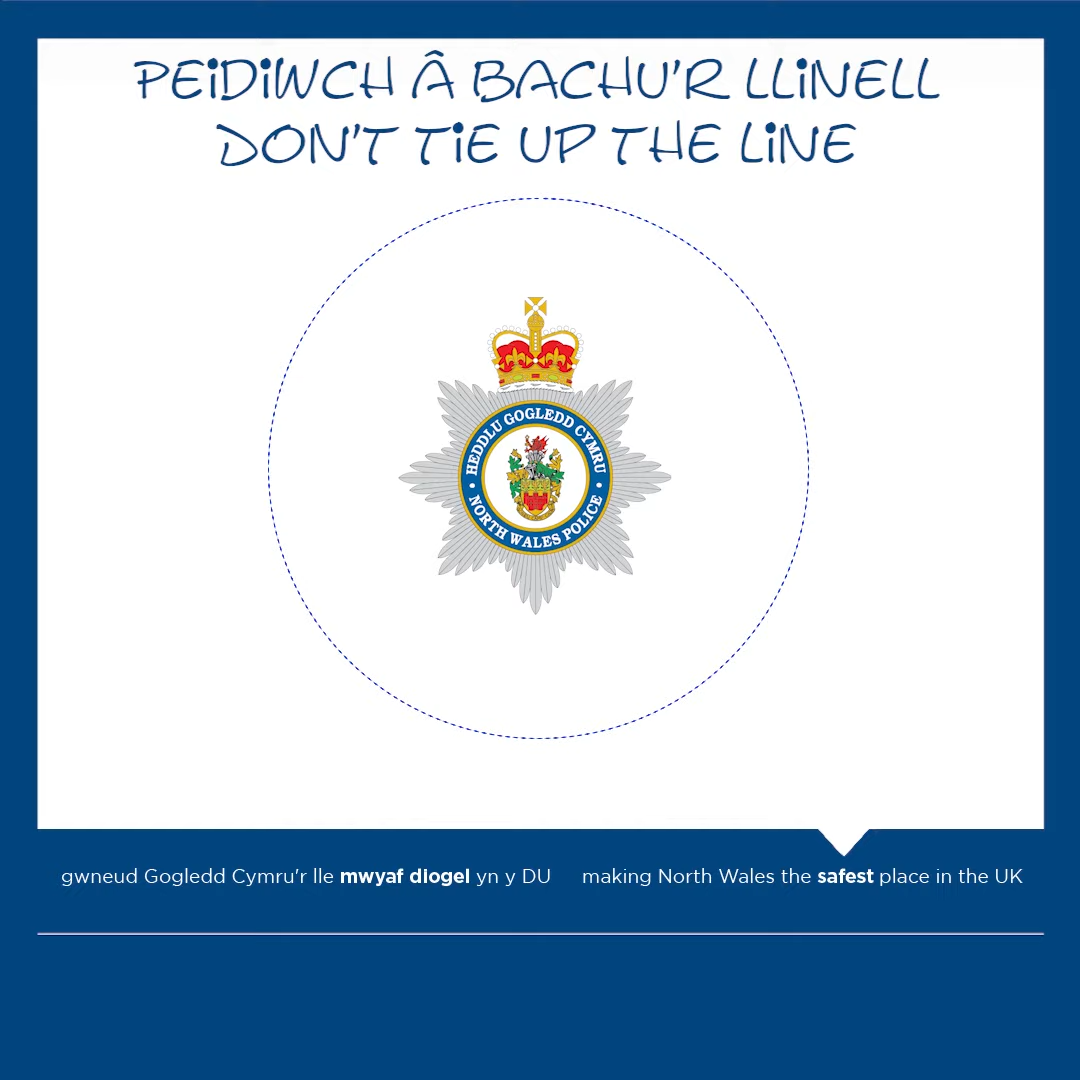 PEIDIWCH Â BACHU'R LLINELL
DON'T TIE UP THE LINE
HEDDLU GOGLEDD CYMRU
NORTH WALES POLICE
gwneud Gogledd Cymru'r lle mwyaf diogel yn y DU
making North Wales the safest place in the UK